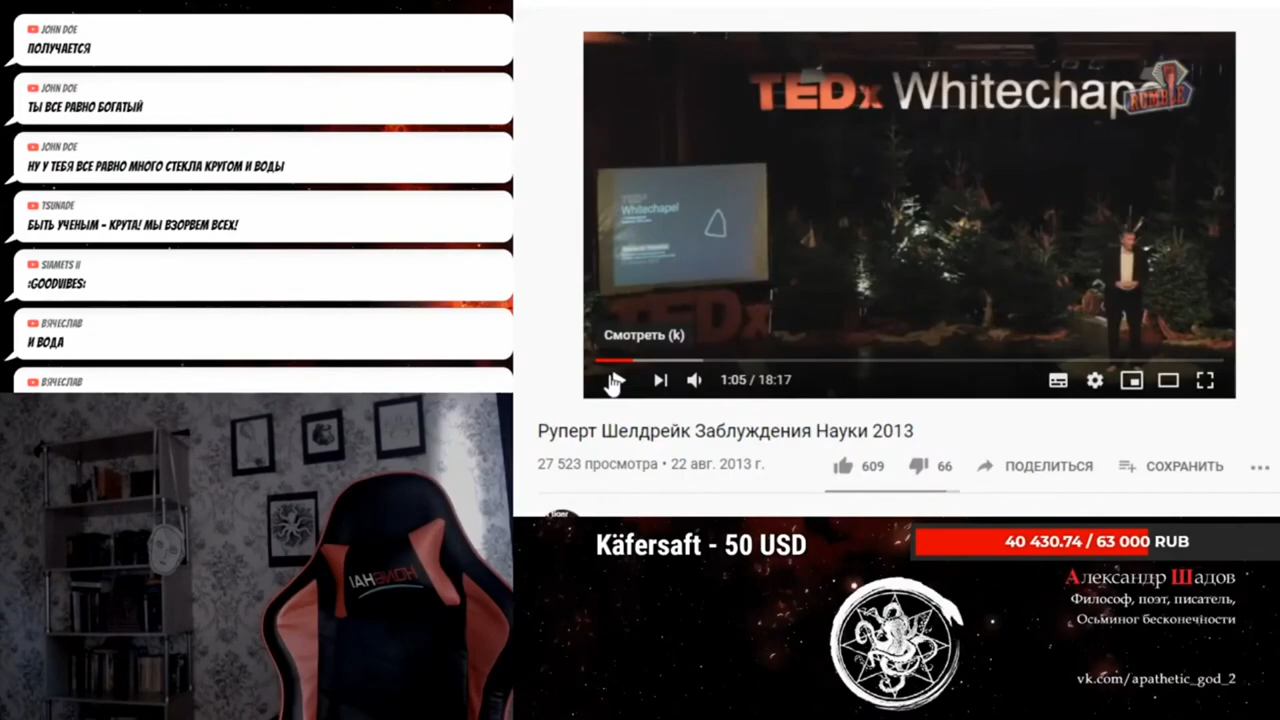 JOHN DOE
ПОЛУЧАЕТСЯ
JOHN DOE
ТЫ ВСЕ РАВНО БОГАТЫЙ
JOHN DOE
НУ У ТЕБЯ ВСЕ РАВНО МНОГО СТЕКЛА КРУГОМ И ВОДЫ
TSUNADE
БЫТЬ УЧЕНЫМ - КРУТА! МЫ ВЗОРВЕМ ВСЕХ!
SIAMETS II
:GOODVIBES:
ВЯЧЕСЛАВ
И ВОДА
ВЯЧЕСЛАВ
TEDx Whitechapel
RUMBLE
TEDx
Whitechapel
TEDx
Смотреть (k)
1:05 / 18:17
Руперт Шелдрейк Заблуждения Науки 2013
27 523 просмотра • 22 авг. 2013 г.
609
66
ПОДЕЛИТЬСЯ
СОХРАНИТЬ
Käfersaft - 50 USD
40 430.74 / 63 000 RUB
Александр Шадов
Философ, поэт, писатель,
Осьминог бесконечности
vk.com/apathetic_god_2